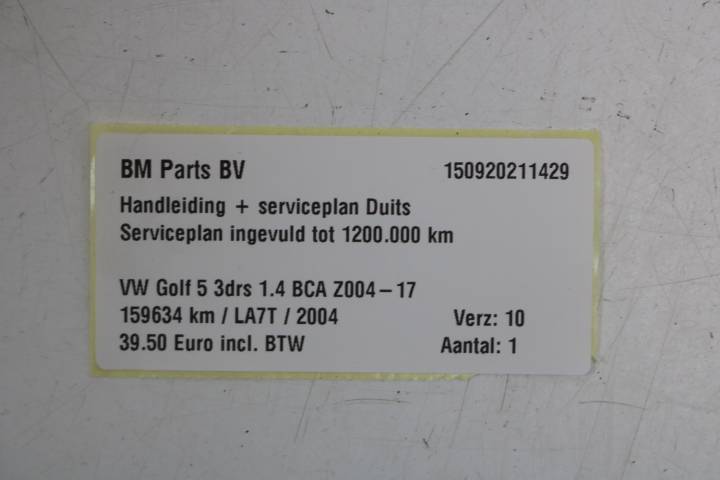 BM Parts BV 150920211429
Handleiding + serviceplan Duits
Serviceplan ingevuld tot 1200.000 km
VW Golf 5 3drs 1.4 BCA Z004-17
159634 km / LA7T / 2004 Verz: 10
39.50 Euro incl. BTW Aantal: 1